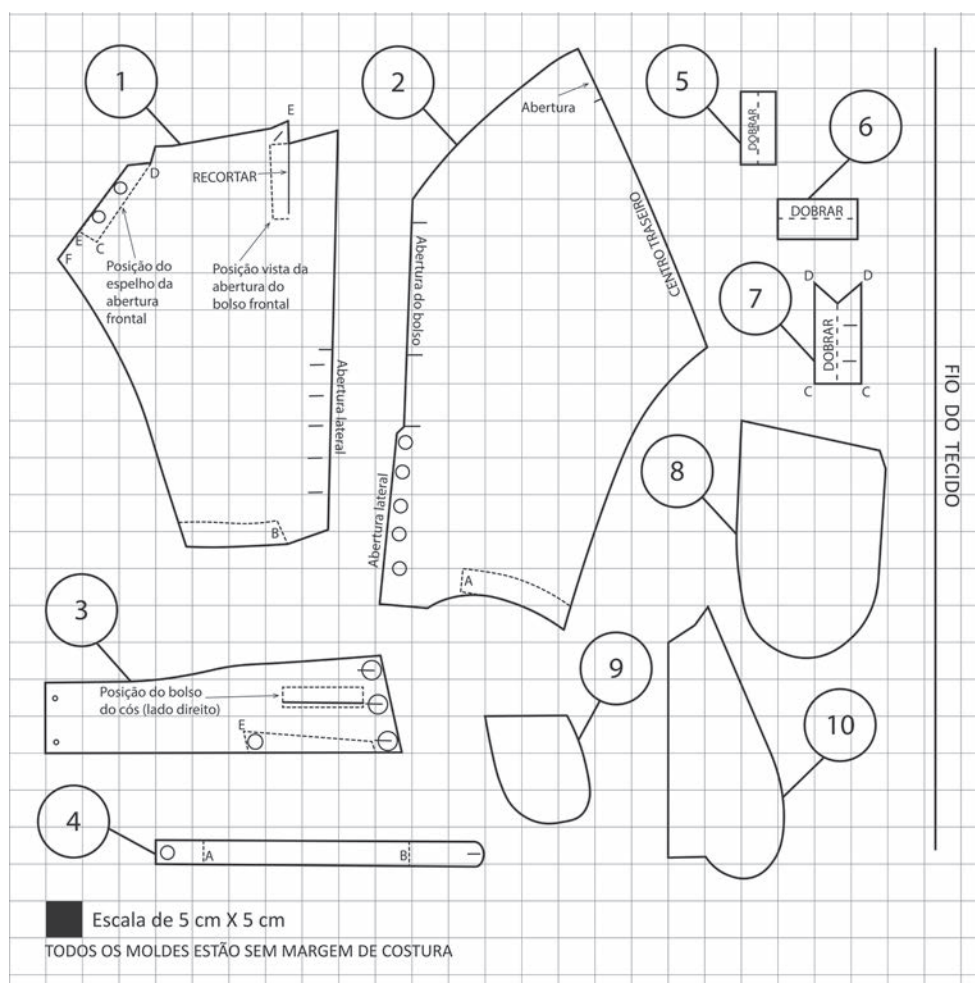 1
2
Abertura
5
DOBRAR
6
DOBRAR
E
RECORTAR
D
E
C
F
Posição do
espelho da
abertura
frontal
Posição vista da
abertura do
bolso frontal
Abertura lateral
B
Abertura do bolso
CENTRO TRASEIRO
Abertura lateral
A
7
D
D
DOBRAR
C
C
FIO DO TECIDO
8
3
Posição do bolso
do cós (lado direito)
E
9
10
4
A
B
Escala de 5 cm X 5 cm
TODOS OS MOLDES ESTÃO SEM MARGEM DE COSTURA